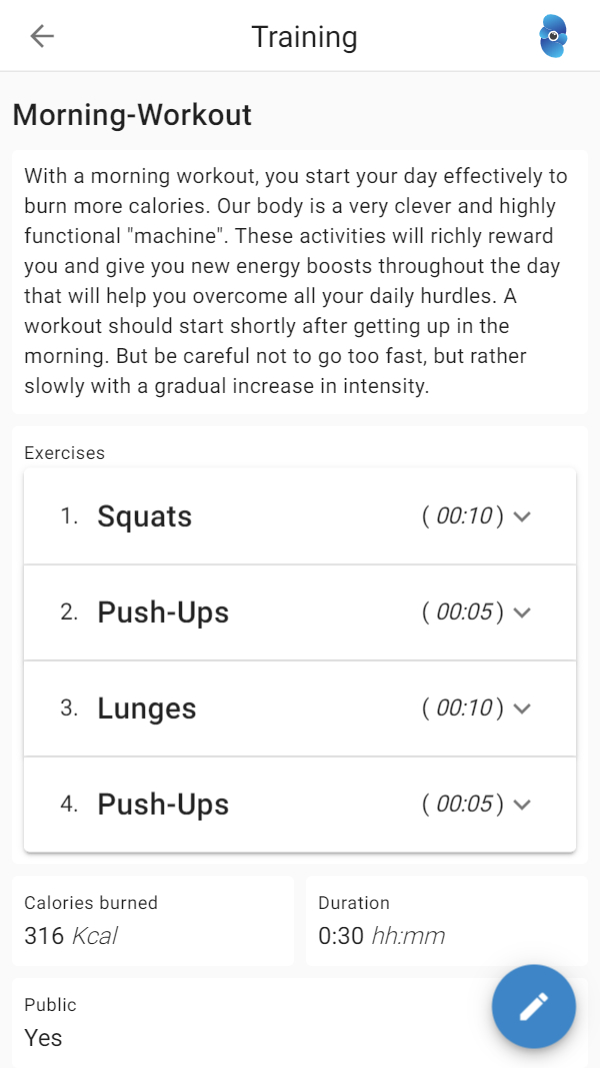 Training
Morning-Workout
With a morning workout, you start your day effectively to
burn more calories. Our body is a very clever and highly
functional "machine". These activities will richly reward
you and give you new energy boosts throughout the day
that will help you overcome all your daily hurdles. A
workout should start shortly after getting up in the
morning. But be careful not to go too fast, but rather
slowly with a gradual increase in intensity.
Exercises
1. Squats ( 00:10 )
2. Push-Ups ( 00:05 )
3. Lunges ( 00:10 )
4. Push-Ups ( 00:05 )
Calories burned Duration
316 Kcal 0:30 hh:mm
Public
Yes